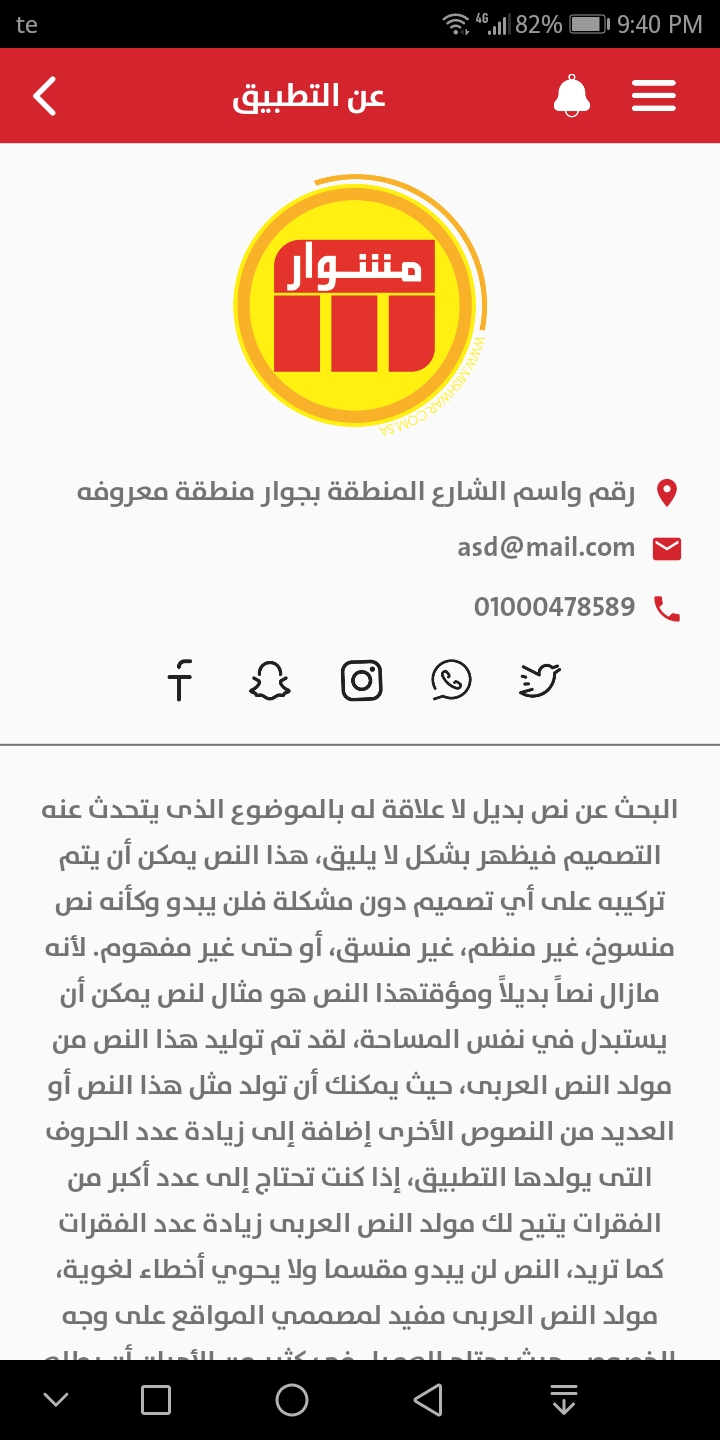 te
4G 82% 9:40 PM
عن التطبيق
مشوار
WWW.MISHWAR.COM.SA
رقم واسم الشارع المنطقة بجوار منطقة معروفه
asd@mail.com
01000478589
البحث عن نص بديل لا علاقة له بالموضوع الذى يتحدث عنه
التصميم فيظهر بشكل لا يليق، هذا النص يمكن أن يتم
تركيبه على أي تصميم دون مشكلة فلن يبدو وكأنه نص
منسوخ، غير منظم، غير منسق، أو حتى غير مفهوم. لأنه
مازال نصاً بديلاً ومؤقتهذا النص هو مثال لنص يمكن أن
يستبدل في نفس المساحة، لقد تم توليد هذا النص من
مولد النص العربى، حيث يمكنك أن تولد مثل هذا النص أو
العديد من النصوص الأخرى إضافة إلى زيادة عدد الحروف
التى يولدها التطبيق، إذا كنت تحتاج إلى عدد أكبر من
الفقرات يتيح لك مولد النص العربى زيادة عدد الفقرات
كما تريد، النص لن يبدو مقسما ولا يحوي أخطاء لغوية،
مولد النص العربى مفيد لمصممي المواقع على وجه